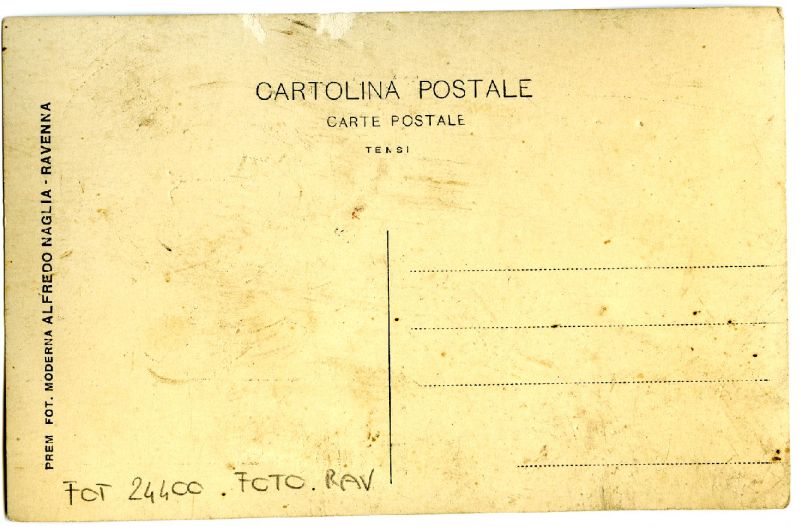 CARTOLINA POSTALE
CARTE POSTALE
TENSI
PREM FOT. MODERNA ALFREDO NAGLIA - RAVENNA
FOT 24400. FOTO. RAV